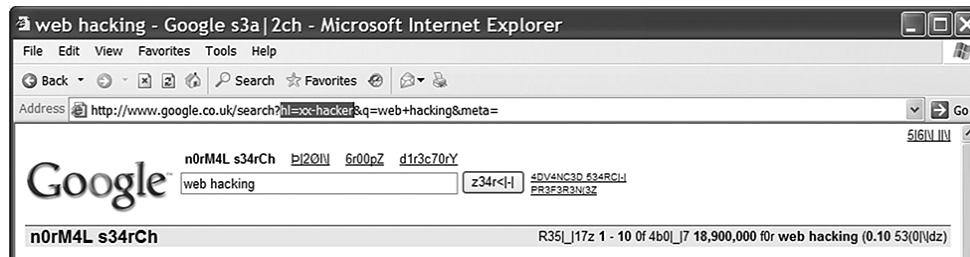 web hacking - Google s3a|2ch - Microsoft Internet Explorer
File Edit View Favorites Tools Help
Back Search Favorites
Address http://www.google.co.uk/search?hl=xx-hacker&q=web+hacking&meta= Go
5|6|\| ||\|
n0rM4L s34rCh Þ|2Ø|\| 6r00pZ d1r3c70rY
Google™ web hacking z34r<|-| 4DV4NC3D 534RC|-|
PR3F3R3N(3Z
n0rM4L s34rCh R35|_|17z 1 - 10 0f 4b0|_|7 18,900,000 f0r web hacking (0.10 53(0|\|dz)